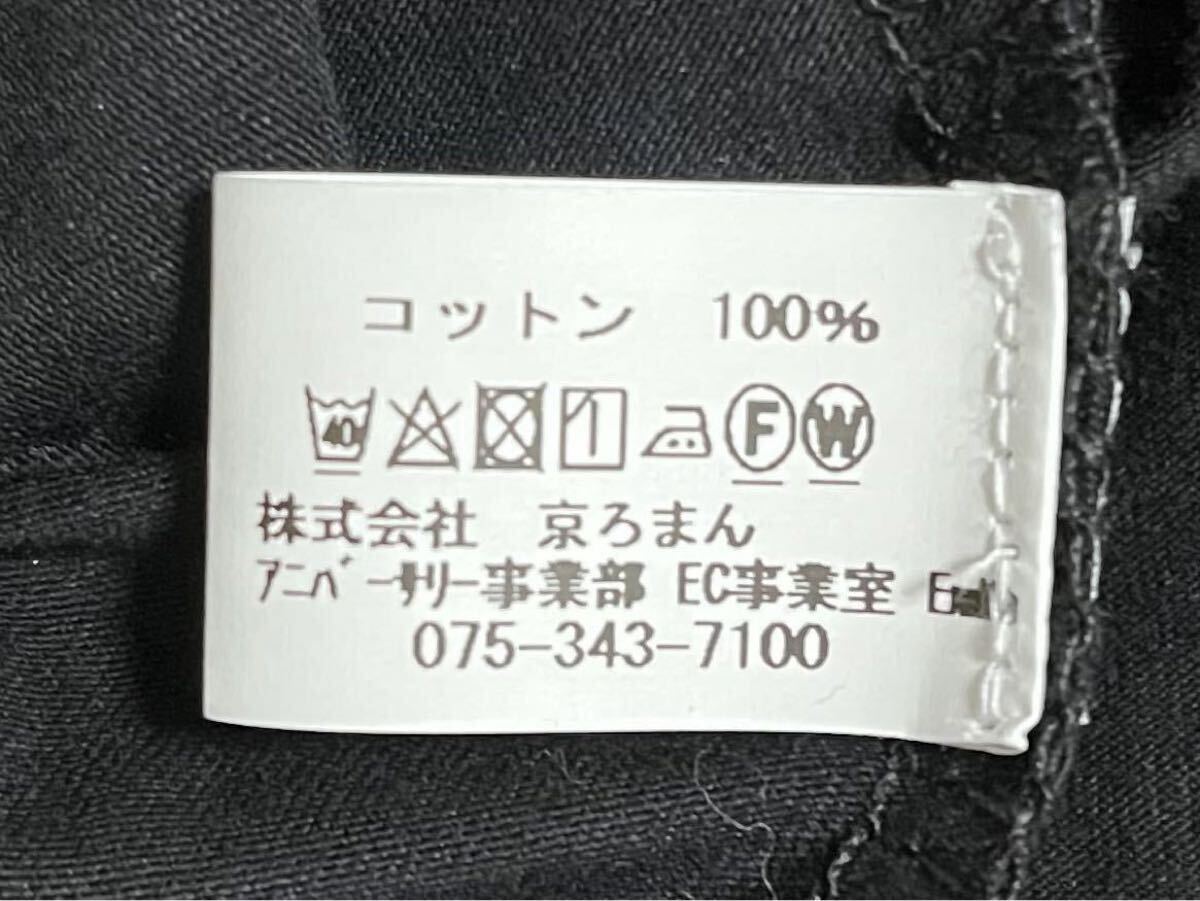 コットン 100%
40 F W
株式会社 京ろまん
ｱﾆﾊﾞｰｻﾘｰ事業部 EC事業室
075-343-7100